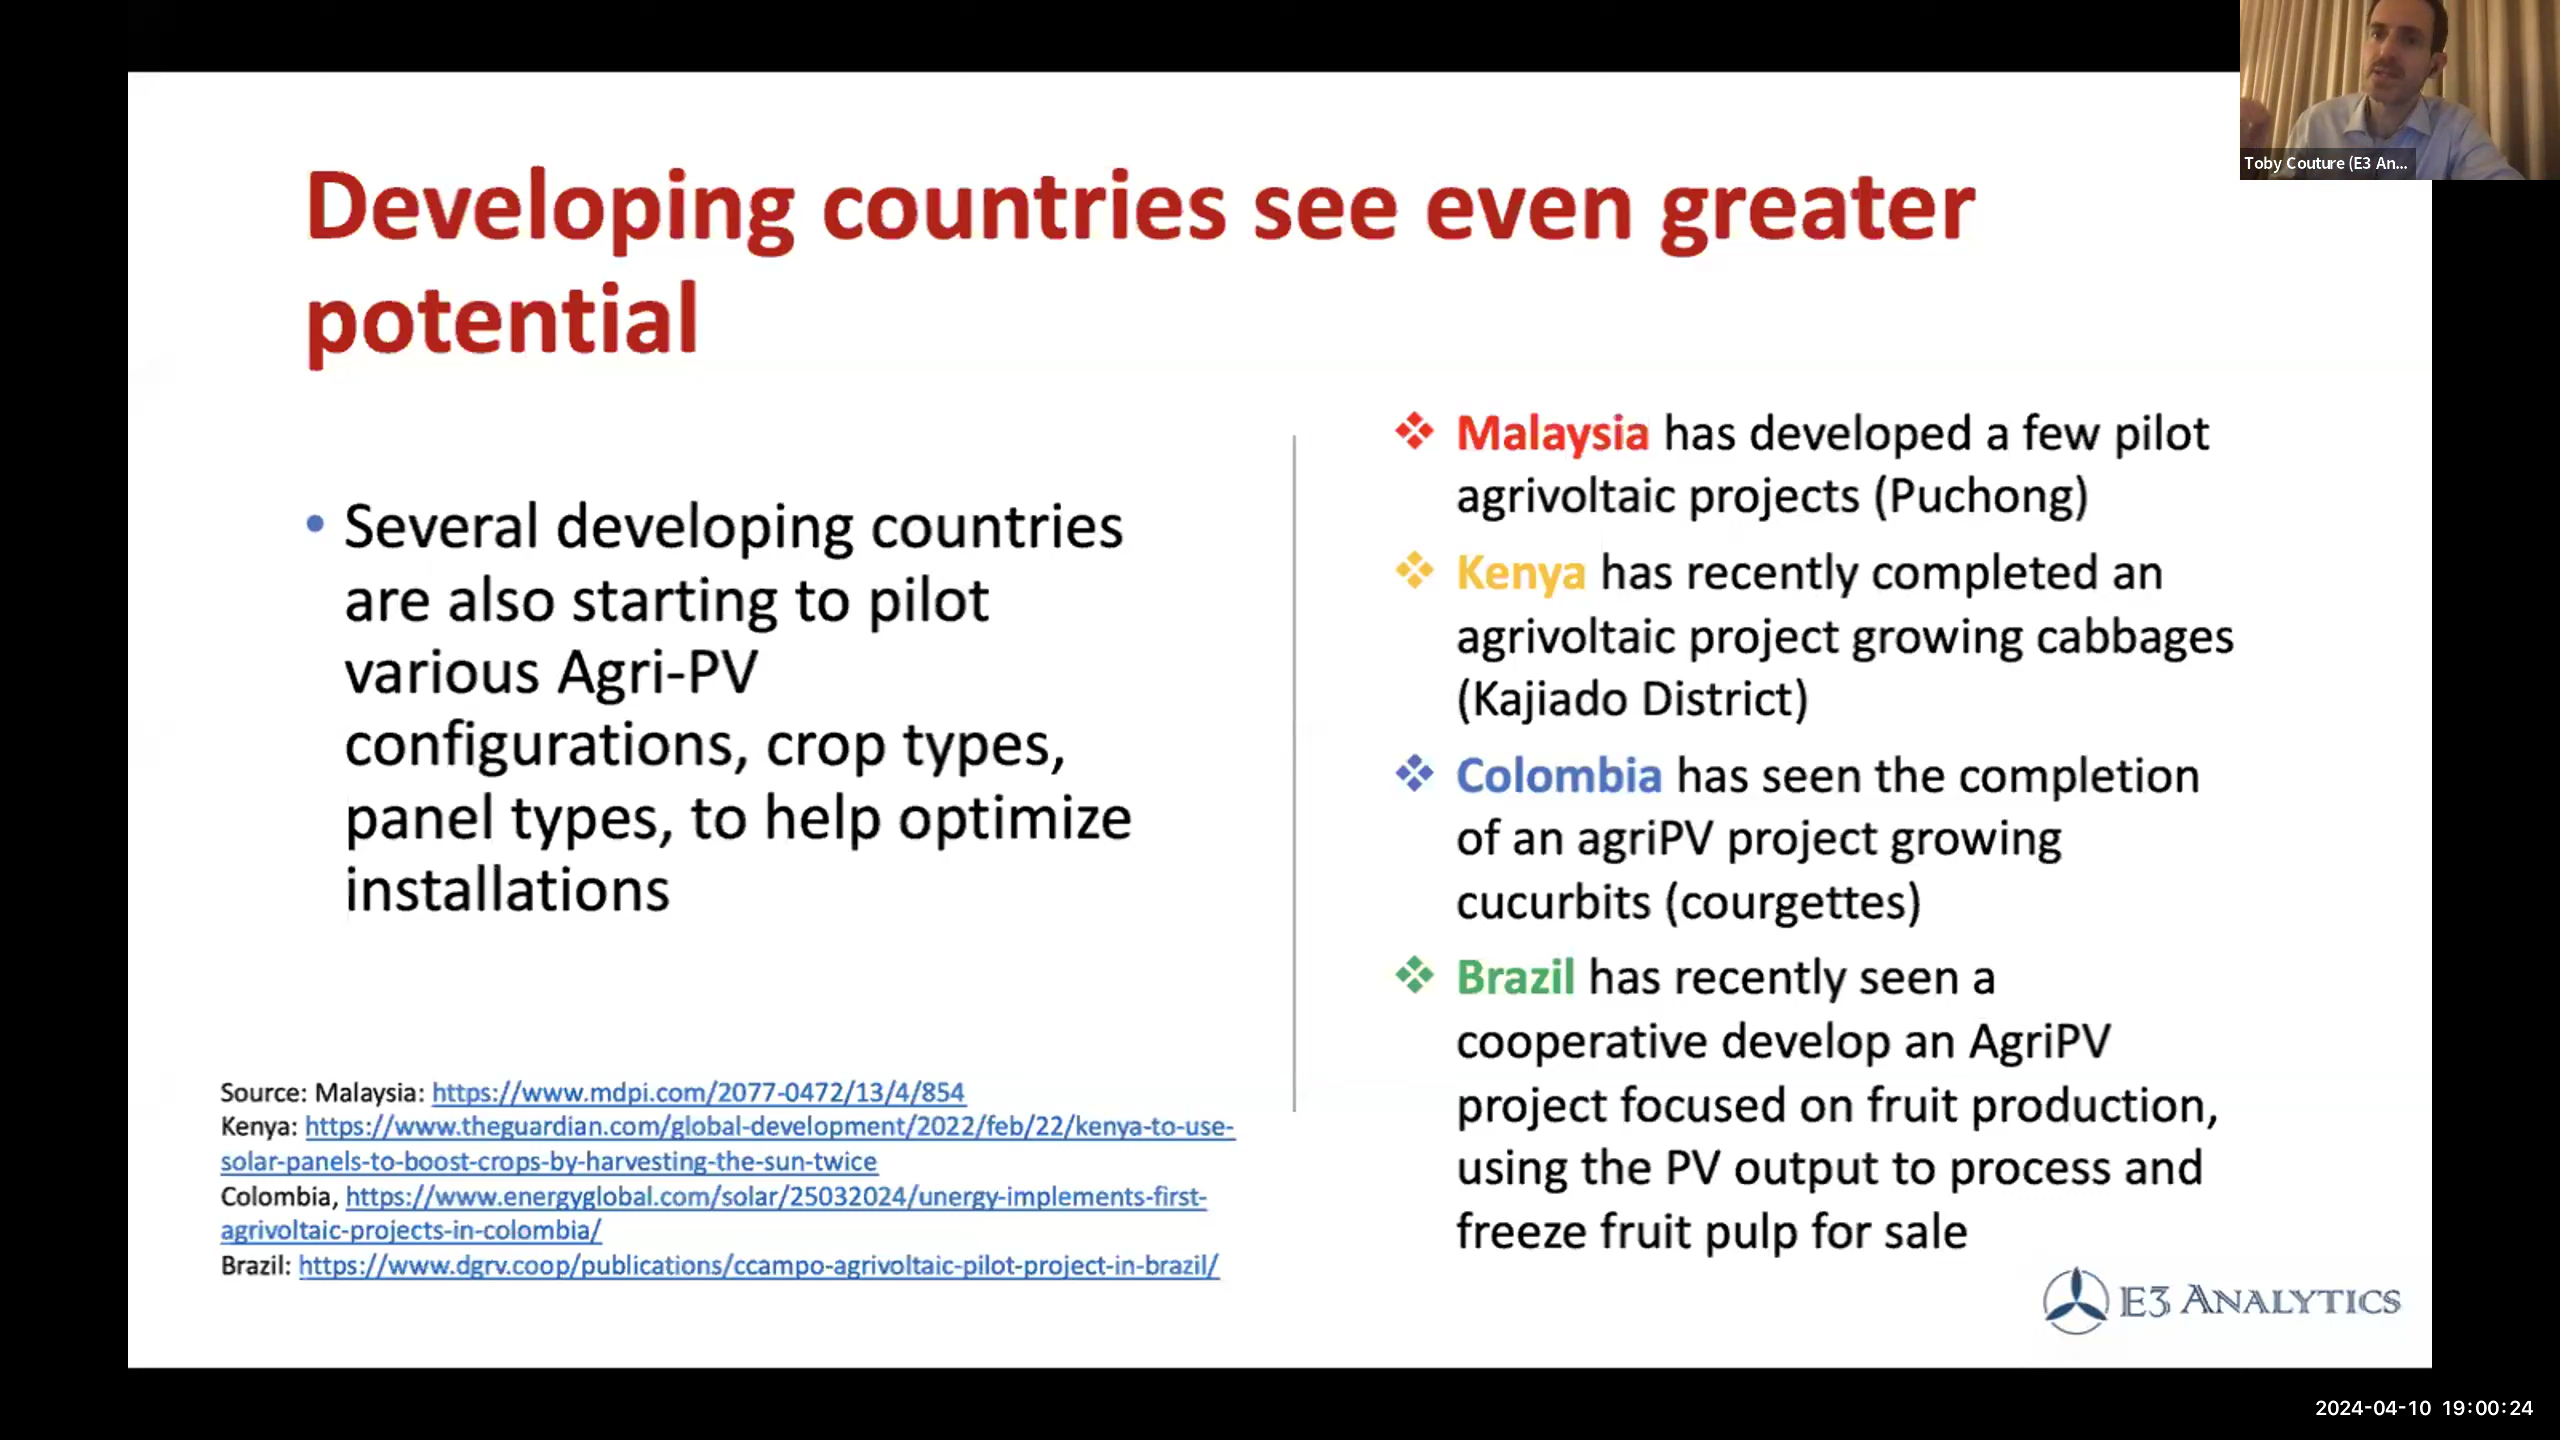 Toby Couture (E3 An...
Developing countries see even greater
potential
• Several developing countries
are also starting to pilot
various Agri-PV
configurations, crop types,
panel types, to help optimize
installations
❖ Malaysia has developed a few pilot
agrivoltaic projects (Puchong)
❖ Kenya has recently completed an
agrivoltaic project growing cabbages
(Kajiado District)
❖ Colombia has seen the completion
of an agriPV project growing
cucurbits (courgettes)
❖ Brazil has recently seen a
cooperative develop an AgriPV
project focused on fruit production,
using the PV output to process and
freeze fruit pulp for sale
Source: Malaysia: https://www.mdpi.com/2077-0472/13/4/854
Kenya: https://www.theguardian.com/global-development/2022/feb/22/kenya-to-use-
solar-panels-to-boost-crops-by-harvesting-the-sun-twice
Colombia, https://www.energyglobal.com/solar/25032024/unergy-implements-first-
agrivoltaic-projects-in-colombia/
Brazil: https://www.dgrv.coop/publications/ccampo-agrivoltaic-pilot-project-in-brazil/
E3 ANALYTICS
2024-04-10 19:00:24